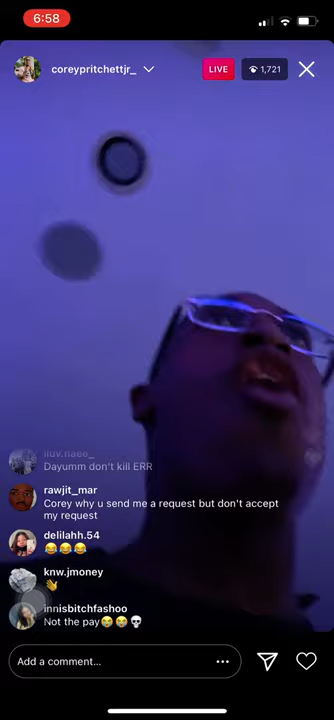 6:58
coreypritchettjr_
LIVE
1,721
Dayumm don't kill ERR
rawjit_mar
Corey why u send me a request but don't accept
my request
delilahh.54
😂😂😂
knw.jmoney
👋
innisbitchfashoo
Not the pay😭😭💀
Add a comment...